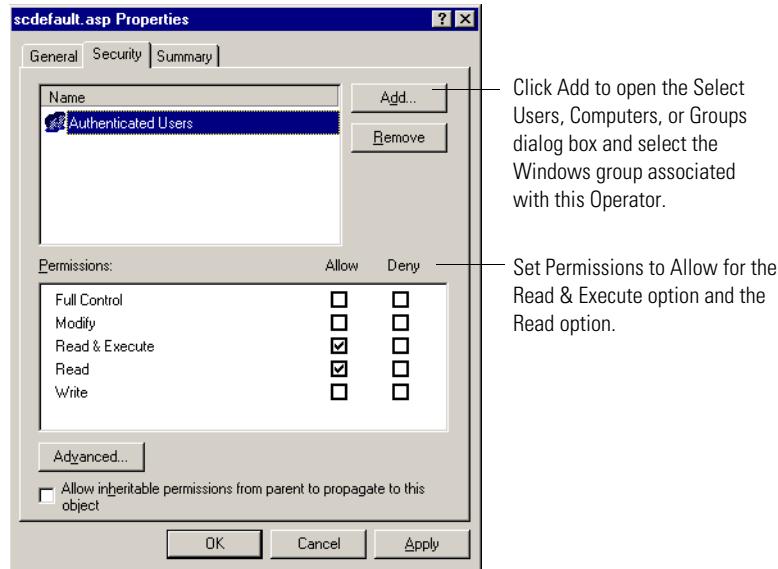 scdefault.asp Properties
General Security Summary
Name
Authenticated Users
Add...
Remove
Click Add to open the Select
Users, Computers, or Groups
dialog box and select the
Windows group associated
with this Operator.
Permissions: Allow Deny
Full Control
Modify
Read & Execute
Read
Write
Set Permissions to Allow for the
Read & Execute option and the
Read option.
Advanced...
Allow inheritable permissions from parent to propagate to this
object
OK Cancel Apply